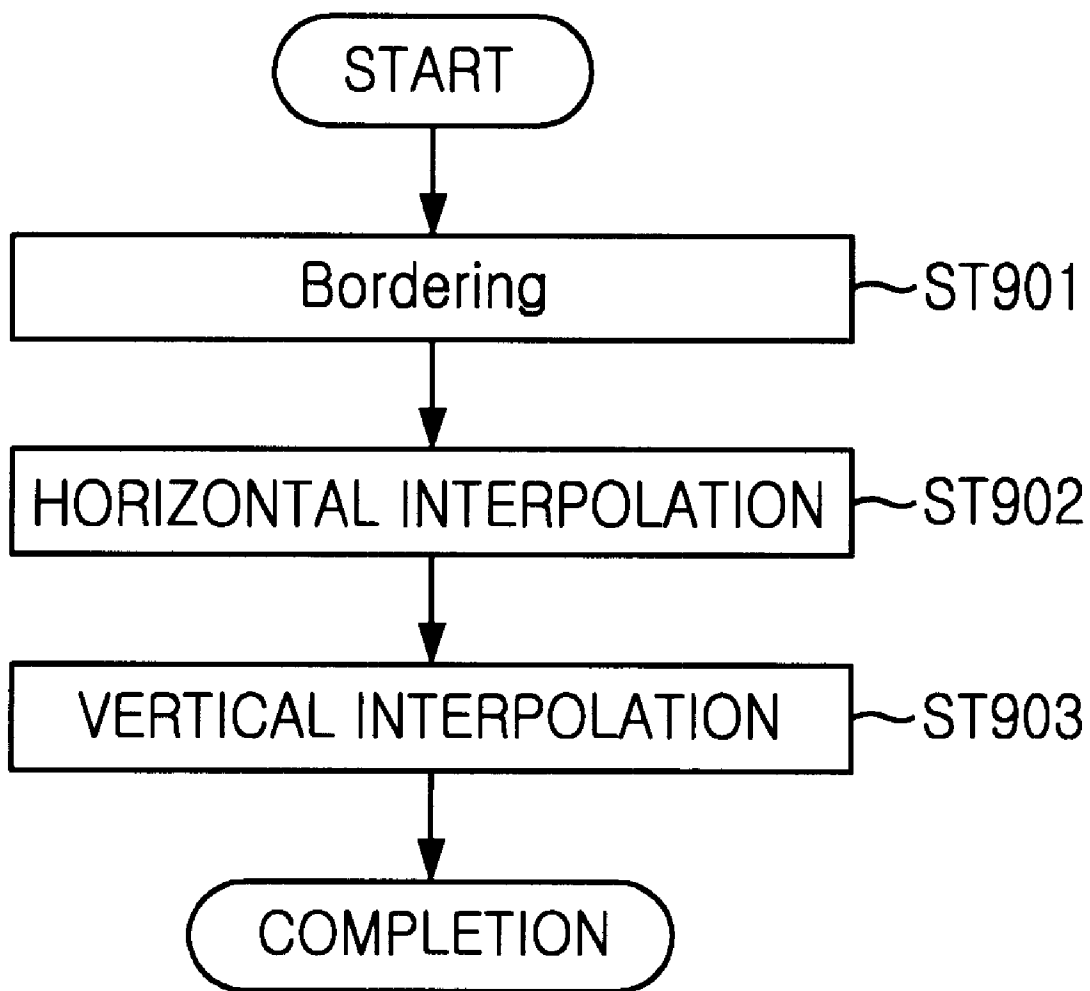 START
Bordering
ST901
HORIZONTAL INTERPOLATION
ST902
VERTICAL INTERPOLATION
ST903
COMPLETION